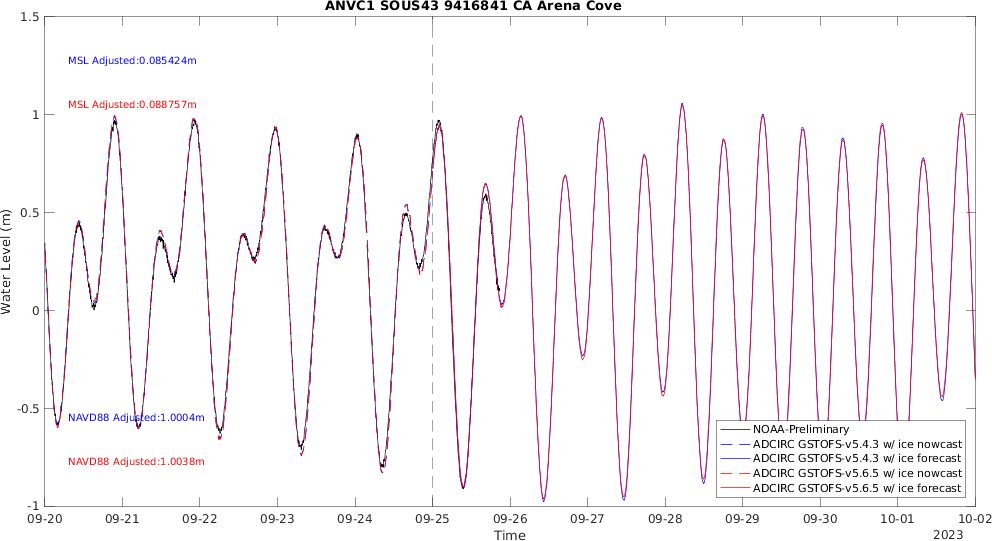 ANVC1 SOUS43 9416841 CA Arena Cove
1.5
MSL Adjusted:0.085424m
MSL Adjusted:0.088757m
1
0.5
Water Level (m)
0
-0.5
NAVD88 Adjusted:1.0004m
NAVD88 Adjusted:1.0038m
-1
NOAA-Preliminary
ADCIRC GSTOFS-v5.4.3 w/ ice nowcast
ADCIRC GSTOFS-v5.4.3 w/ ice forecast
ADCIRC GSTOFS-v5.6.5 w/ ice nowcast
ADCIRC GSTOFS-v5.6.5 w/ ice forecast
09-20 09-21 09-22 09-23 09-24 09-25 09-26 09-27 09-28 09-29 09-30 10-01 10-02
Time
2023